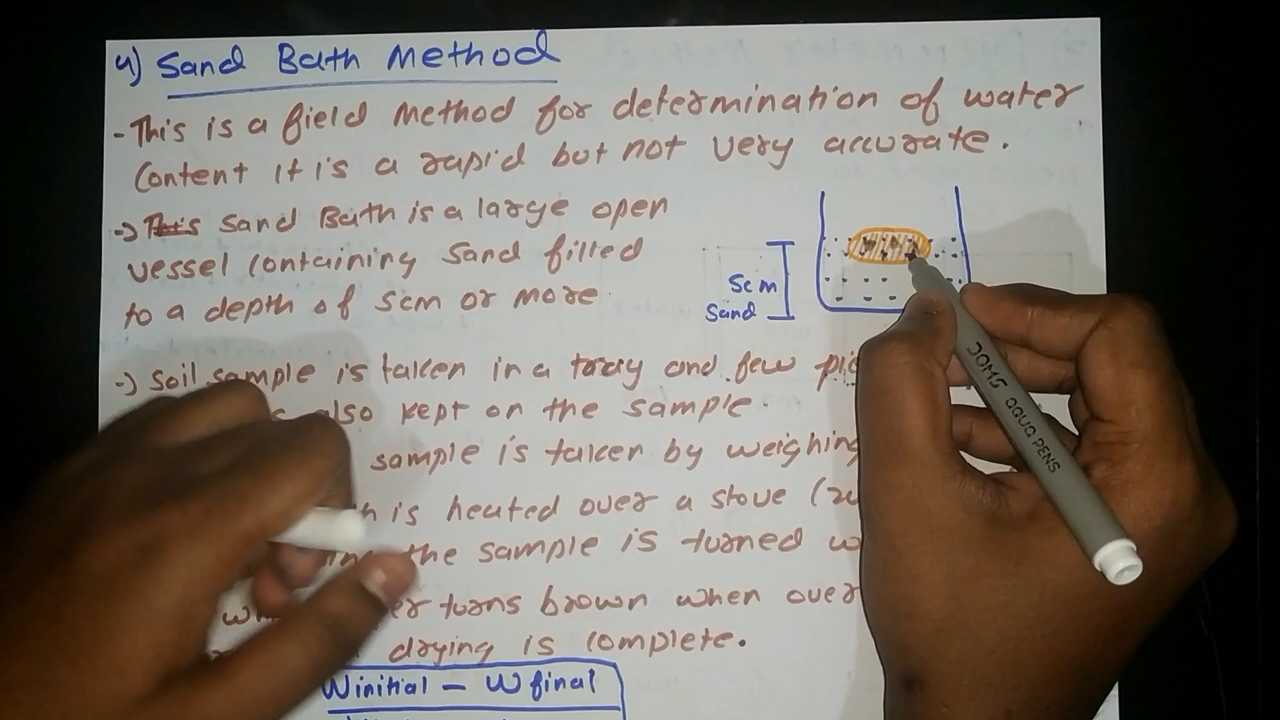 4) Sand Bath Method
- This is a field Method for determination of water
Content it is a rapid but not very accurate.
-) This Sand Bath is a large open
vessel containing Sand filled
to a depth of 5cm or more
5cm
Sand
-) Soil sample is taken in a tray and few
also kept on the sample.
sample is taken by weighing
is heated over a stove
the sample is turned
turns brown when over
drying is complete.
W initial - W final
DOMS AQUA PENS